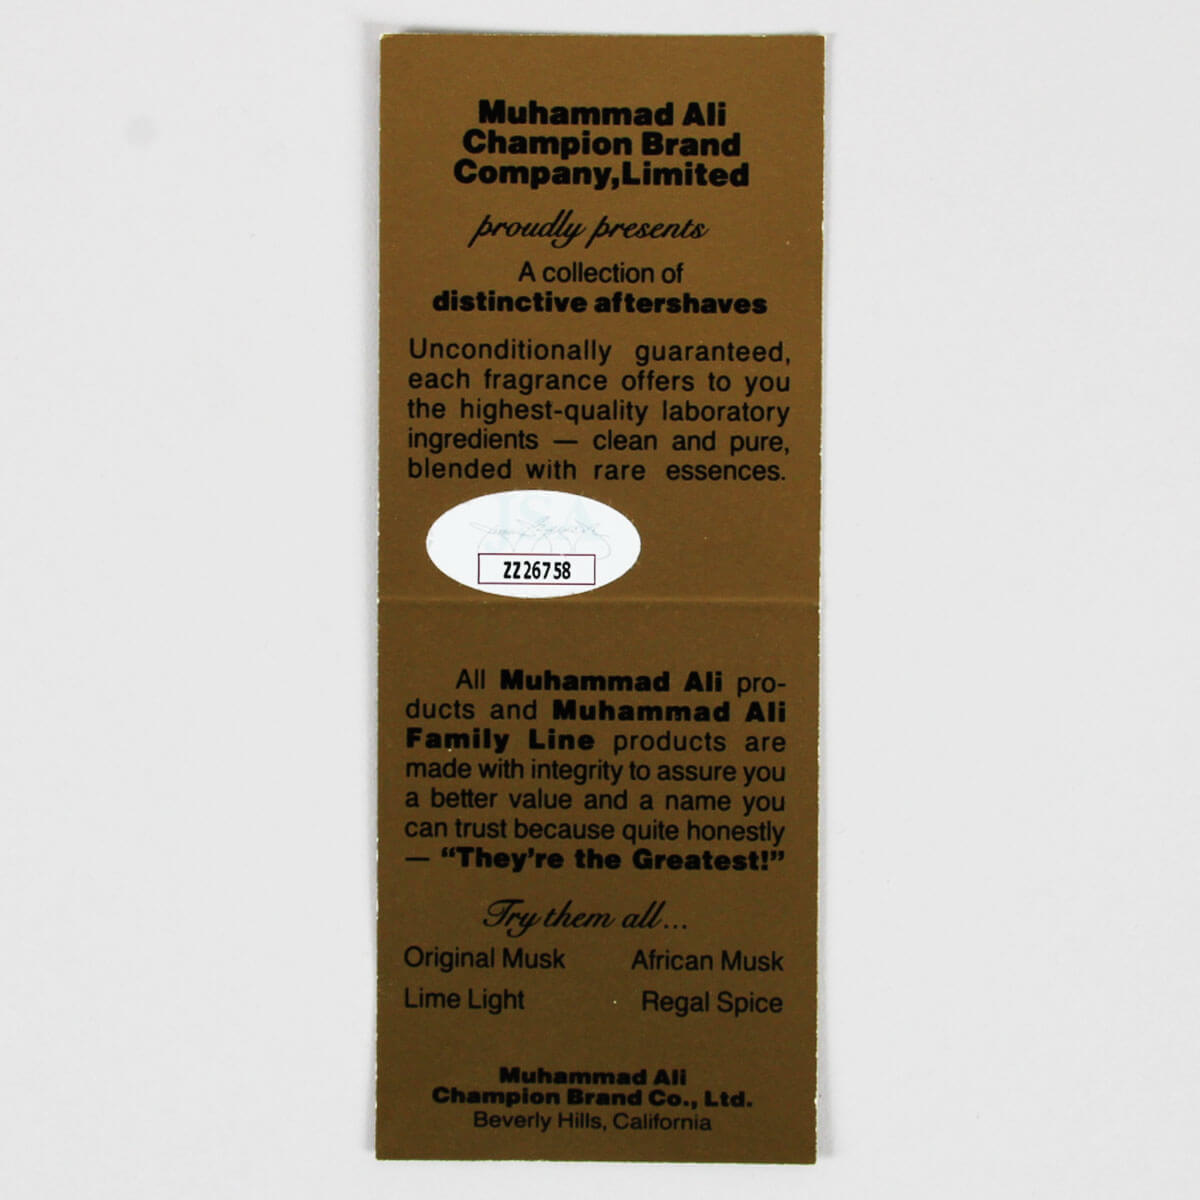 Muhammad Ali
Champion Brand
Company,Limited
proudly presents
A collection of
distinctive aftershaves
Unconditionally guaranteed,
each fragrance offers to you
the highest-quality laboratory
ingredients — clean and pure,
blended with rare essences.
JSA
ZZ26758
All Muhammad Ali pro-
ducts and Muhammad Ali
Family Line products are
made with integrity to assure you
a better value and a name you
can trust because quite honestly
— “They’re the Greatest!”
Try them all...
Original Musk African Musk
Lime Light Regal Spice
Muhammad Ali
Champion Brand Co., Ltd.
Beverly Hills, California